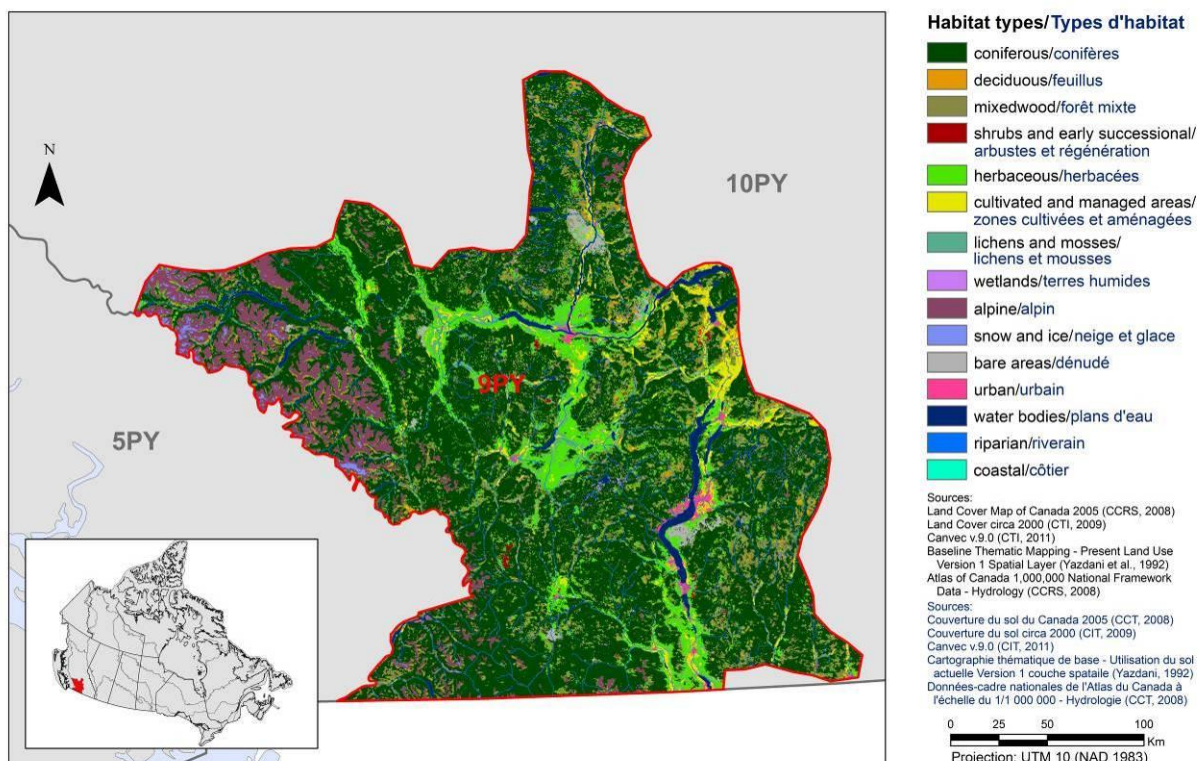 N
10PY
9PY
5PY
Habitat types/Types d'habitat
coniferous/conifères
deciduous/feuillus
mixedwood/forêt mixte
shrubs and early successional/
arbustes et régénération
herbaceous/herbacées
cultivated and managed areas/
zones cultivées et aménagées
lichens and mosses/
lichens et mousses
wetlands/terres humides
alpine/alpin
snow and ice/neige et glace
bare areas/dénudé
urban/urbain
water bodies/plans d'eau
riparian/riverain
coastal/côtier
Sources:
Land Cover Map of Canada 2005 (CCRS, 2008)
Land Cover circa 2000 (CTI, 2009)
Canvec v.9.0 (CTI, 2011)
Baseline Thematic Mapping - Present Land Use
Version 1 Spatial Layer (Yazdani et al., 1992)
Atlas of Canada 1,000,000 National Framework
Data - Hydrology (CCRS, 2008)
Sources:
Couverture du sol du Canada 2005 (CCT, 2008)
Couverture du sol circa 2000 (CIT, 2009)
Canvec v.9.0 (CIT, 2011)
Cartographie thématique de base - Utilisation du sol
actuelle Version 1 couche spataile (Yazdani, 1992)
Données-cadre nationales de l'Atlas du Canada à
l'échelle du 1/1 000 000 - Hydrologie (CCT, 2008)
0 25 50 100
Km
Projection: UTM 10 (NAD 1983)